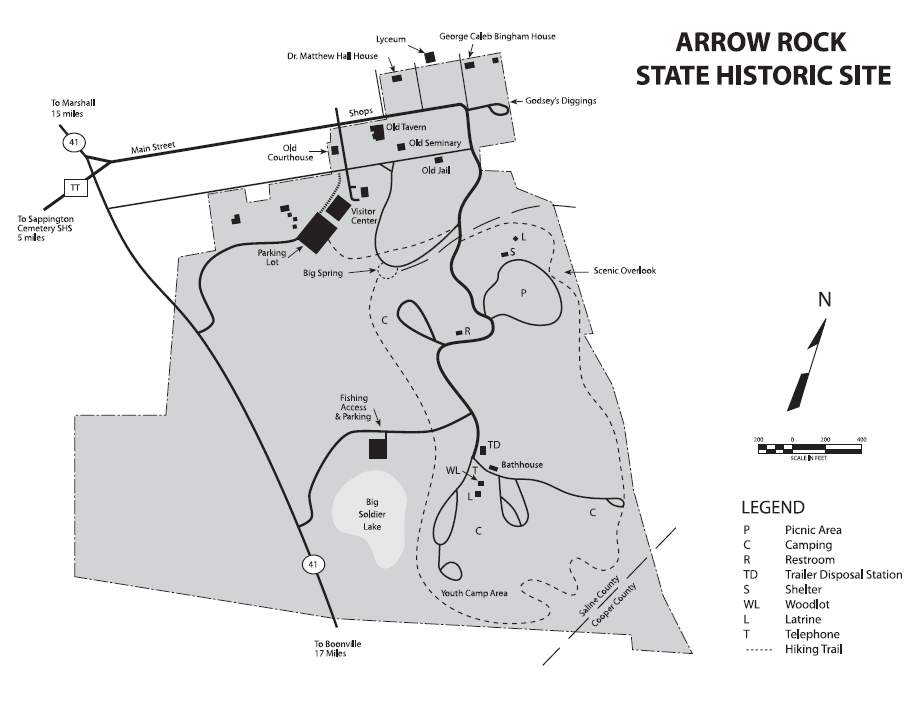 ARROW ROCK
STATE HISTORIC SITE
Lyceum
George Caleb Bingham House
Dr. Matthew Hall House
Godsey's Diggings
To Marshall
15 miles
41
Shops
Main Street
Old Tavern
Old
Courthouse
Old Seminary
Old Jail
TT
To Sappington
Cemetery SHS
5 miles
Visitor
Center
Parking
Lot
L
S
Big Spring
Scenic Overlook
P
C
R
N
Fishing
Access
& Parking
200 0 200 400
SCALE IN FEET
TD
WL
T
Bathhouse
L
Big
Soldier
Lake
C
C
41
Youth Camp Area
Saline County
Cooper County
To Boonville
17 Miles
LEGEND
P Picnic Area
C Camping
R Restroom
TD Trailer Disposal Station
S Shelter
WL Woodlot
L Latrine
T Telephone
Hiking Trail